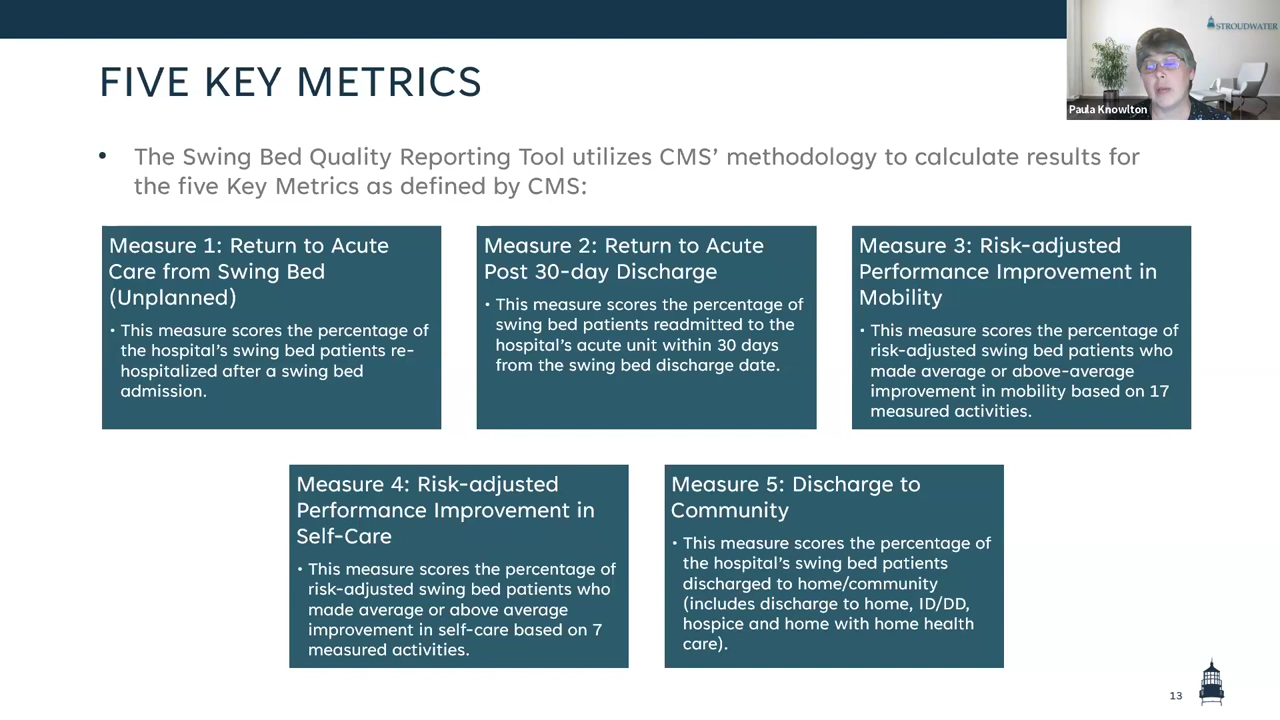 STROUDWATER
Paula Knowlton
FIVE KEY METRICS
• The Swing Bed Quality Reporting Tool utilizes CMS’ methodology to calculate results for
the five Key Metrics as defined by CMS:
Measure 1: Return to Acute
Care from Swing Bed
(Unplanned)
• This measure scores the percentage of
the hospital’s swing bed patients re-
hospitalized after a swing bed
admission.
Measure 2: Return to Acute
Post 30-day Discharge
• This measure scores the percentage of
swing bed patients readmitted to the
hospital’s acute unit within 30 days
from the swing bed discharge date.
Measure 3: Risk-adjusted
Performance Improvement in
Mobility
• This measure scores the percentage of
risk-adjusted swing bed patients who
made average or above-average
improvement in mobility based on 17
measured activities.
Measure 4: Risk-adjusted
Performance Improvement in
Self-Care
• This measure scores the percentage of
risk-adjusted swing bed patients who
made average or above average
improvement in self-care based on 7
measured activities.
Measure 5: Discharge to
Community
• This measure scores the percentage of
the hospital’s swing bed patients
discharged to home/community
(includes discharge to home, ID/DD,
hospice and home with home health
care).
13